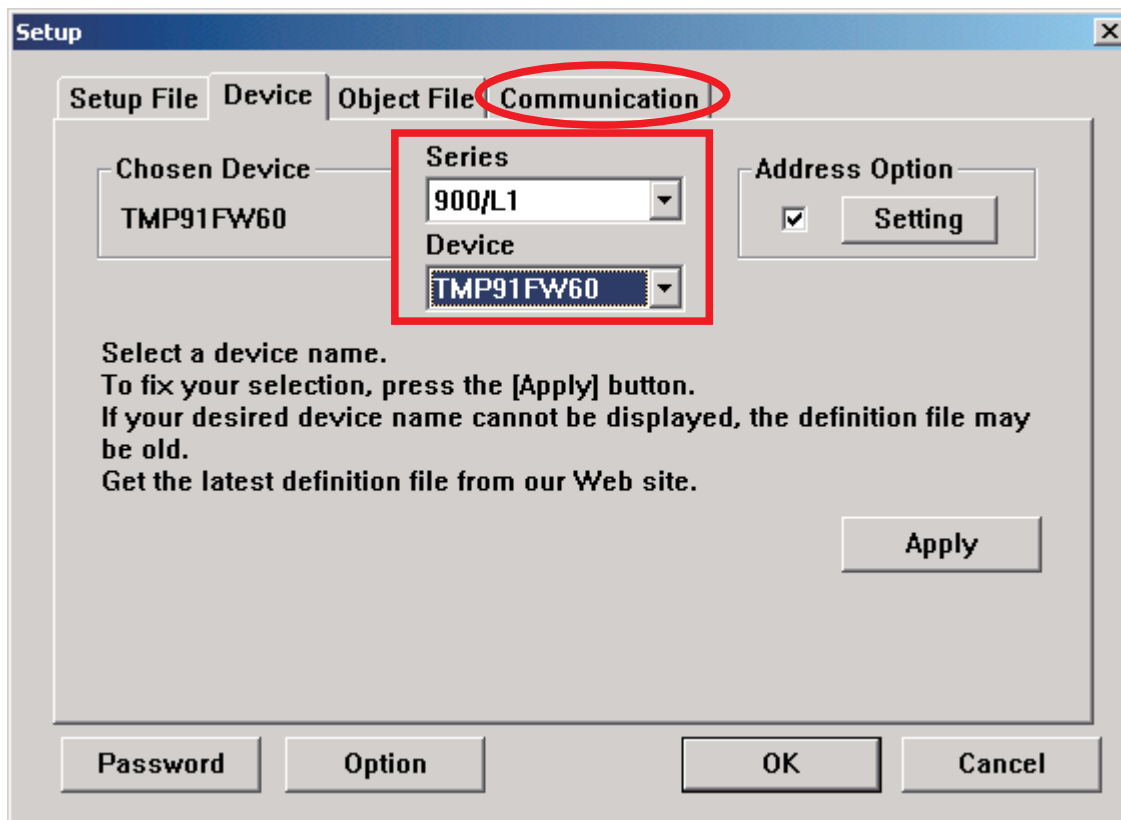 Setup
Setup File Device Object File Communication
Chosen Device
TMP91FW60
Series
900/L1
Device
TMP91FW60
Address Option
Setting
Select a device name.
To fix your selection, press the [Apply] button.
If your desired device name cannot be displayed, the definition file may
be old.
Get the latest definition file from our Web site.
Apply
Password Option OK Cancel